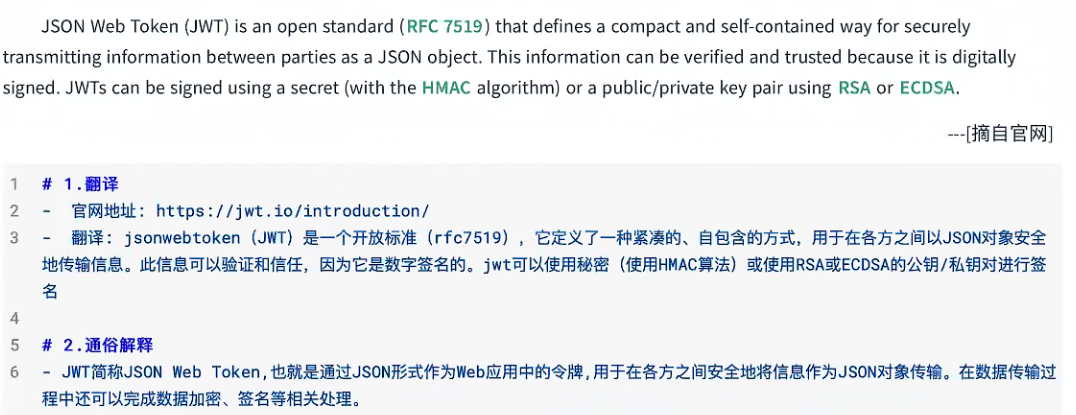 JSON Web Token (JWT) is an open standard (RFC 7519) that defines a compact and self-contained way for securely
transmitting information between parties as a JSON object. This information can be verified and trusted because it is digitally
signed. JWTs can be signed using a secret (with the HMAC algorithm) or a public/private key pair using RSA or ECDSA.
---[摘自官网]
1 # 1.翻译
2 - 官网地址: https://jwt.io/introduction/
3 - 翻译: jsonwebtoken（JWT）是一个开放标准（rfc7519），它定义了一种紧凑的、自包含的方式，用于在各方之间以JSON对象安全
地传输信息。此信息可以验证和信任，因为它是数字签名的。jwt可以使用秘密（使用HMAC算法）或使用RSA或ECDSA的公钥/私钥对进行签
名
4
5 # 2.通俗解释
6 - JWT简称JSON Web Token,也就是通过JSON形式作为Web应用中的令牌,用于在各方之间安全地将信息作为JSON对象传输。在数据传输过
程中还可以完成数据加密、签名等相关处理。